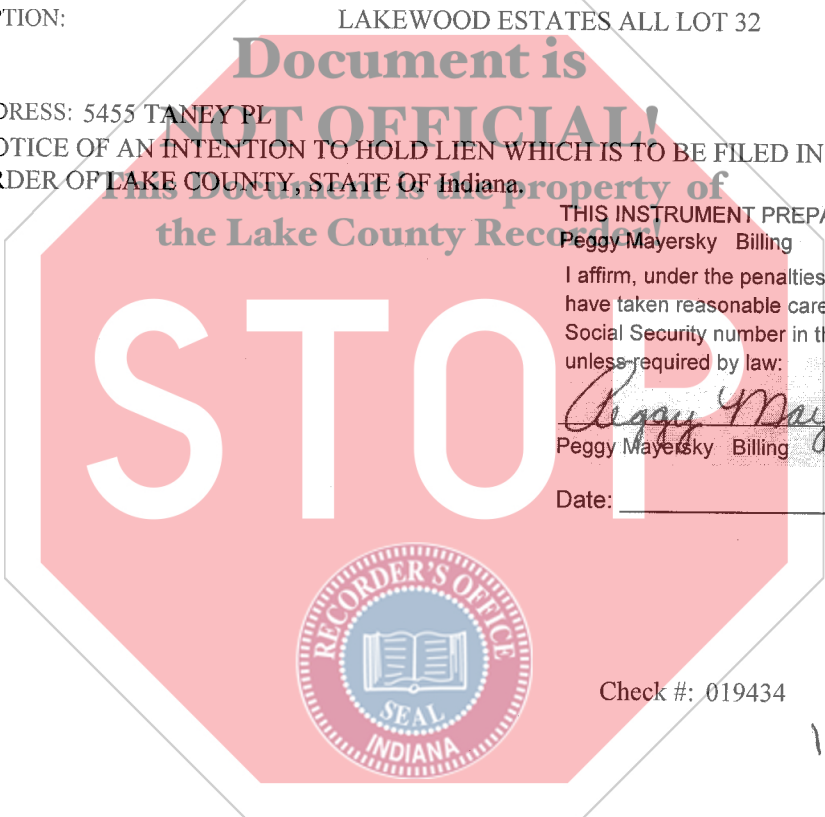 TION: LAKEWOOD ESTATES ALL LOT 32
Document is
DRESS: 5455 TANEY PL
NOT OFFICIAL!
OTICE OF AN INTENTION TO HOLD LIEN WHICH IS TO BE FILED IN
RDER OF LAKE COUNTY, STATE OF Indiana.
This Document is the property of
the Lake County Recorder!
THIS INSTRUMENT PREPA
Peggy Mayersky Billing
I affirm, under the penalties
have taken reasonable care
Social Security number in th
unless required by law:
Peggy May
Peggy Mayersky Billing
Date:
STOP
RECORDER'S OFFICE
SEAL
INDIANA
Check #: 019434